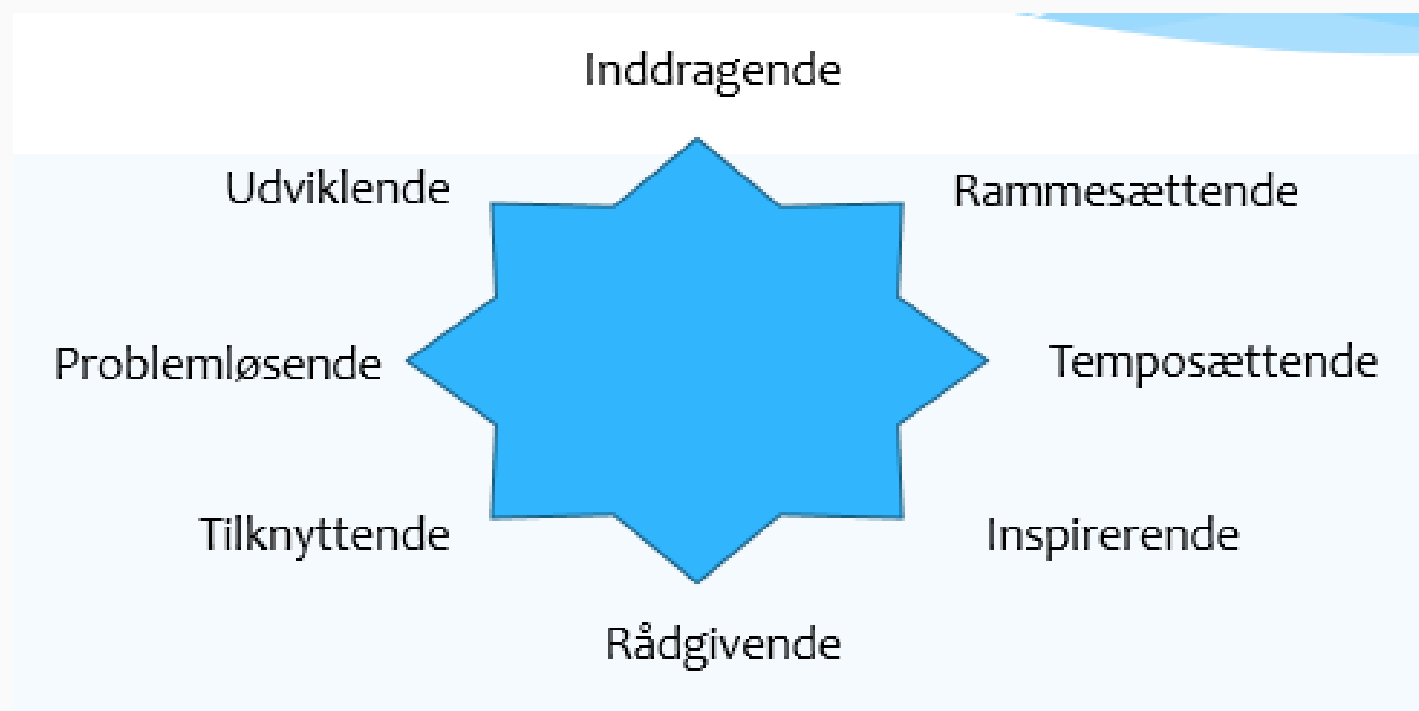 Inddragende
Udviklende
Rammesættende
Problemløsende
Temposættende
Tilknyttende
Inspirerende
Rådgivende